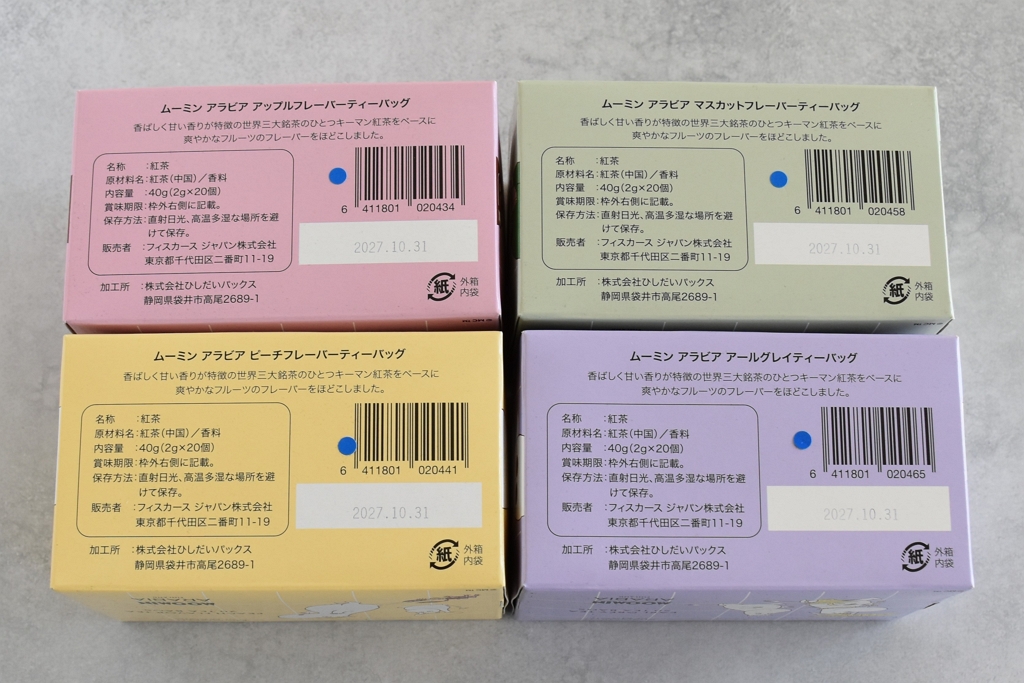 ムーミン アラビア アップルフレーバーティーバッグ
香ばしく甘い香りが特徴の世界三大銘茶のひとつキーマン紅茶をベースに
爽やかなフルーツのフレーバーをほどこしました。
名称 :紅茶
原材料名:紅茶(中国)/香料
内容量 :40g(2g×20個)
賞味期限:枠外右側に記載。
保存方法:直射日光、高温多湿な場所を避
けて保存。
販売者 :フィスカース ジャパン株式会社
東京都千代田区二番町11-19
6 411801 020434
2027.10.31
加工所 :株式会社ひしだいパックス
静岡県袋井市高尾2689-1
紙 外箱
内袋
ムーミン アラビア マスカットフレーバーティーバッグ
香ばしく甘い香りが特徴の世界三大銘茶のひとつキーマン紅茶をベースに
爽やかなフルーツのフレーバーをほどこしました。
名称 :紅茶
原材料名:紅茶(中国)/香料
内容量 :40g(2g×20個)
賞味期限:枠外右側に記載。
保存方法:直射日光、高温多湿な場所を避
けて保存。
販売者 :フィスカース ジャパン株式会社
東京都千代田区二番町11-19
6 411801 020458
2027.10.31
加工所 :株式会社ひしだいパックス
静岡県袋井市高尾2689-1
紙 外箱
内袋
ムーミン アラビア ピーチフレーバーティーバッグ
香ばしく甘い香りが特徴の世界三大銘茶のひとつキーマン紅茶をベースに
爽やかなフルーツのフレーバーをほどこしました。
名称 :紅茶
原材料名:紅茶(中国)/香料
内容量 :40g(2g×20個)
賞味期限:枠外右側に記載。
保存方法:直射日光、高温多湿な場所を避
けて保存。
販売者 :フィスカース ジャパン株式会社
東京都千代田区二番町11-19
6 411801 020441
2027.10.31
加工所 :株式会社ひしだいパックス
静岡県袋井市高尾2689-1
紙 外箱
内袋
MOOMIN
ARABIA
ムーミン アラビア アールグレイティーバッグ
香ばしく甘い香りが特徴の世界三大銘茶のひとつキーマン紅茶をベースに
爽やかなフルーツのフレーバーをほどこしました。
名称 :紅茶
原材料名:紅茶(中国)/香料
内容量 :40g(2g×20個)
賞味期限:枠外右側に記載。
保存方法:直射日光、高温多湿な場所を避
けて保存。
販売者 :フィスカース ジャパン株式会社
東京都千代田区二番町11-19
6 411801 020465
2027.10.31
加工所 :株式会社ひしだいパックス
静岡県袋井市高尾2689-1
紙 外箱
内袋
MOOMIN
ARABIA